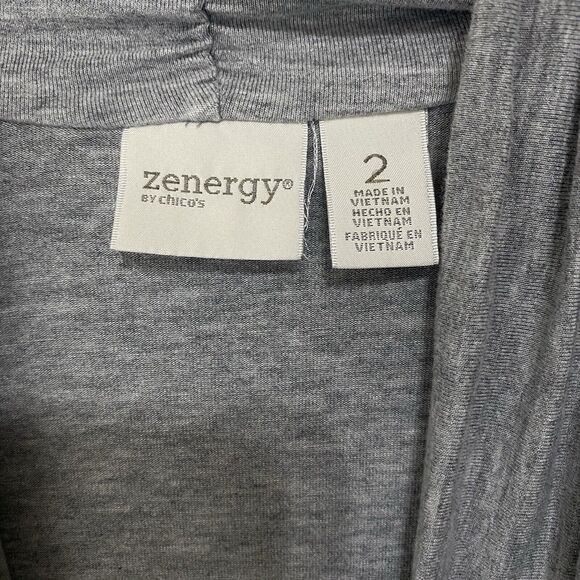 zenergy®
BY chico's
2
MADE IN
VIETNAM
HECHO EN
VIETNAM
FABRIQUÉ EN
VIETNAM